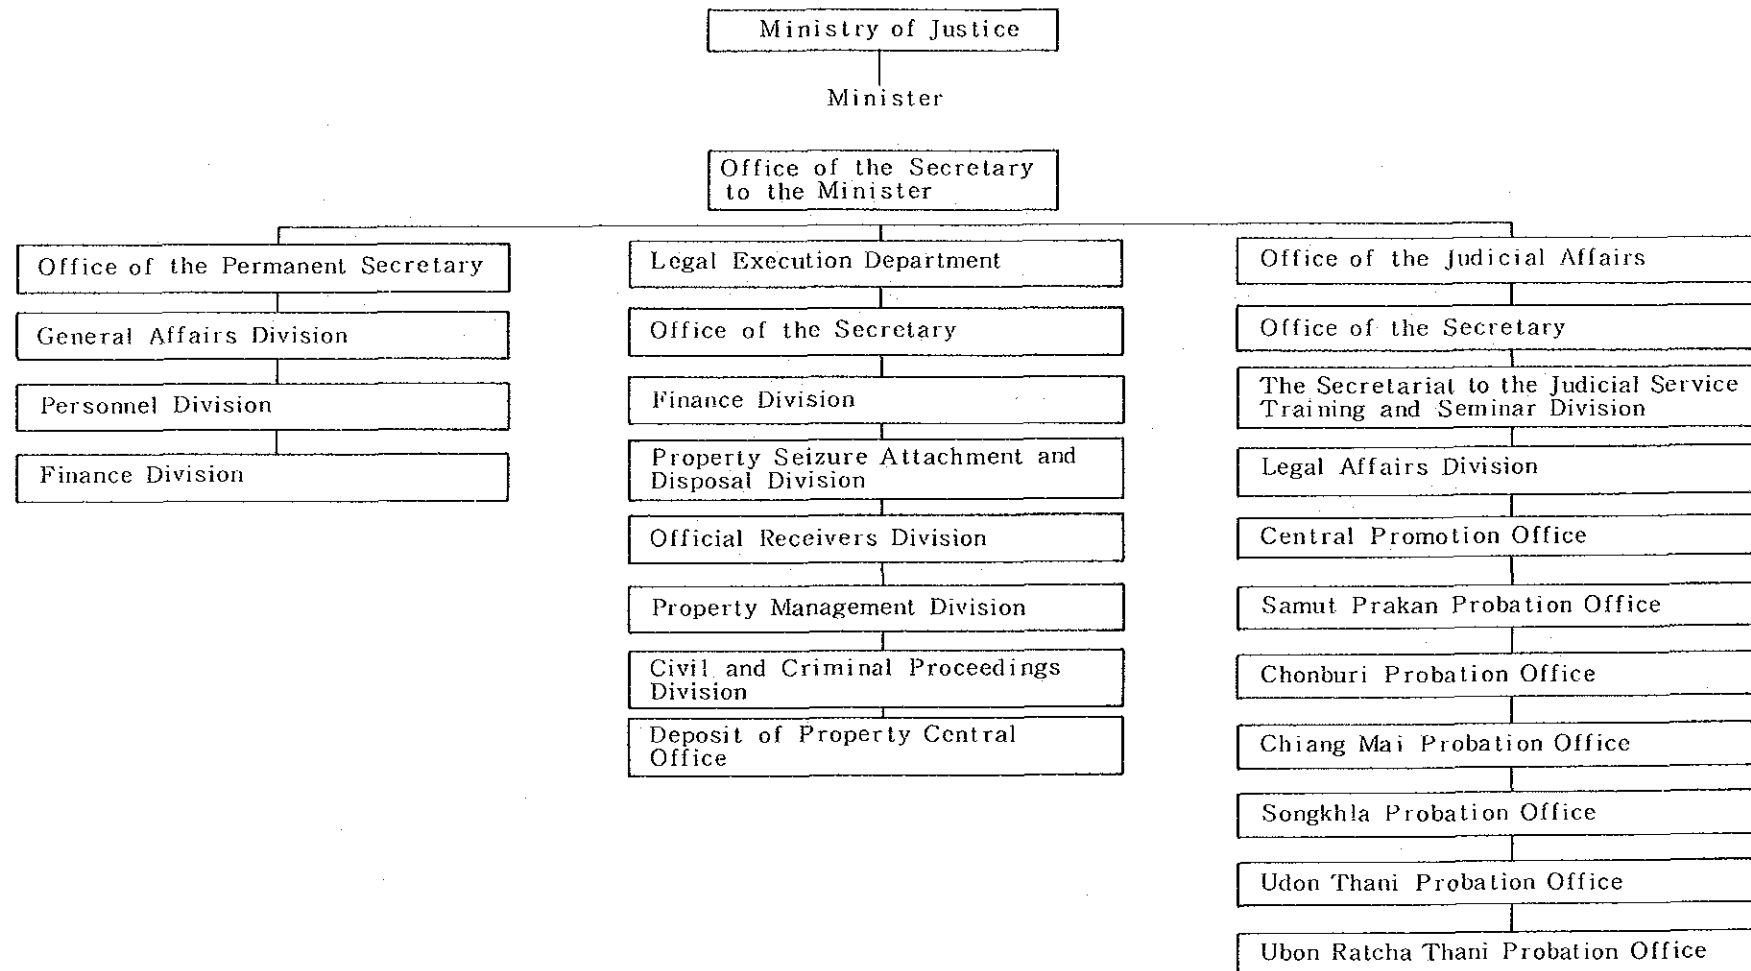 Ministry of Justice
Minister
Office of the Secretary
to the Minister
Office of the Permanent Secretary
General Affairs Division
Personnel Division
Finance Division
Legal Execution Department
Office of the Secretary
Finance Division
Property Seizure Attachment and
Disposal Division
Official Receivers Division
Property Management Division
Civil and Criminal Proceedings
Division
Deposit of Property Central
Office
Office of the Judicial Affairs
Office of the Secretary
The Secretariat to the Judicial Service
Training and Seminar Division
Legal Affairs Division
Central Promotion Office
Samut Prakan Probation Office
Chonburi Probation Office
Chiang Mai Probation Office
Songkhla Probation Office
Udon Thani Probation Office
Ubon Ratcha Thani Probation Office